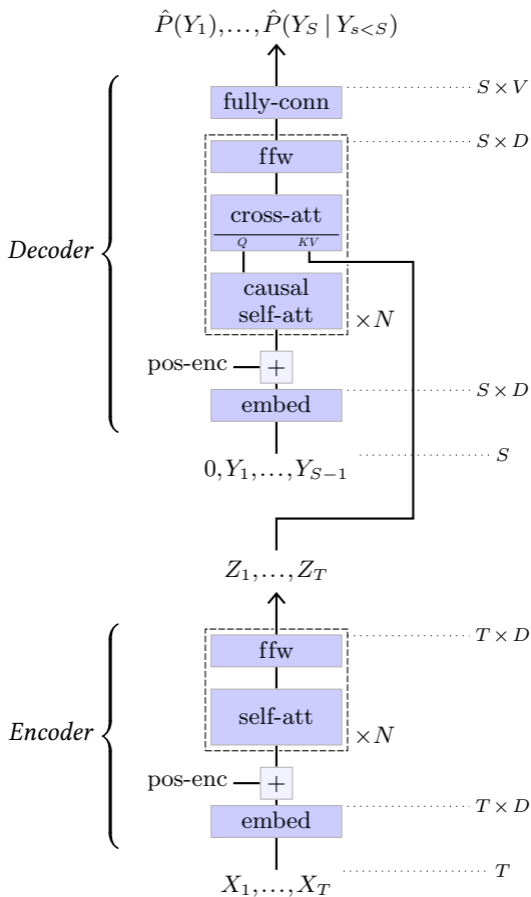 P̂(Y₁),…,P̂(Y_S | Y_{s<S})
S × V
fully-conn
S × D
ffw
cross-att
Q KV
Decoder
causal
self-att
×N
pos-enc +
S × D
embed
S
0,Y₁,…,Y_{S−1}
Z₁,…,Z_T
T × D
ffw
self-att
Encoder
×N
pos-enc +
T × D
embed
T
X₁,…,X_T